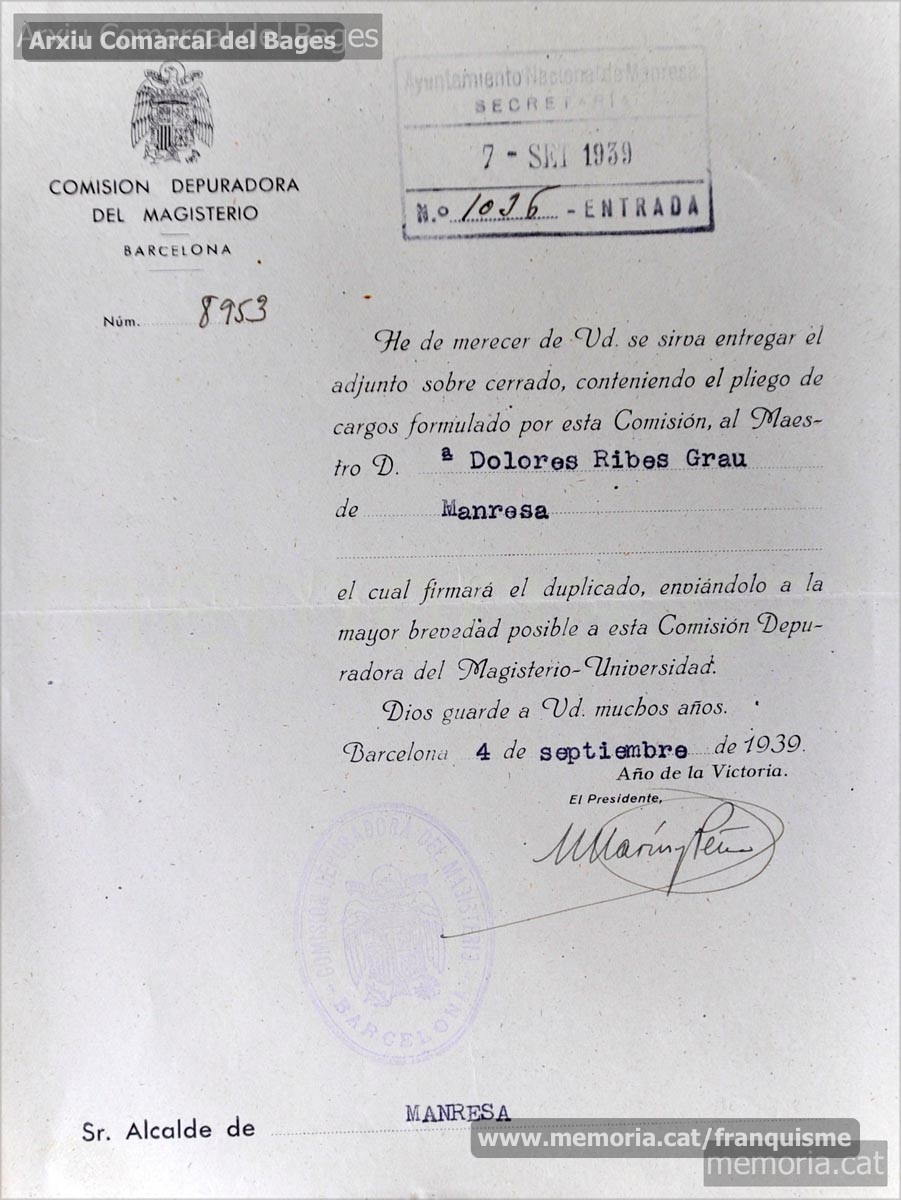 Arxiu Comarcal del Bages
Arxiu Comarcal del Bages
COMISION DEPURADORA
DEL MAGISTERIO
BARCELONA
Núm. 8953
Ayuntamiento Nacional de Manresa
SECRETARÍA
7 - SET 1939
N.º 1036 - ENTRADA
He de merecer de Vd. se sirva entregar el
adjunto sobre cerrado, conteniendo el pliego de
cargos formulado por esta Comisión, al Maes-
tro D. ª Dolores Ribes Grau
de Manresa
el cual firmará el duplicado, enviándolo a la
mayor brevedad posible a esta Comisión Depu-
radora del Magisterio-Universidad.
Dios guarde a Vd. muchos años.
Barcelona 4 de septiembre de 1939.
Año de la Victoria.
El Presidente,
COMISION DEPURADORA DEL MAGISTERIO
- BARCELONA -
Sr. Alcalde de MANRESA
www.memoria.cat/franquisme
memoria.cat